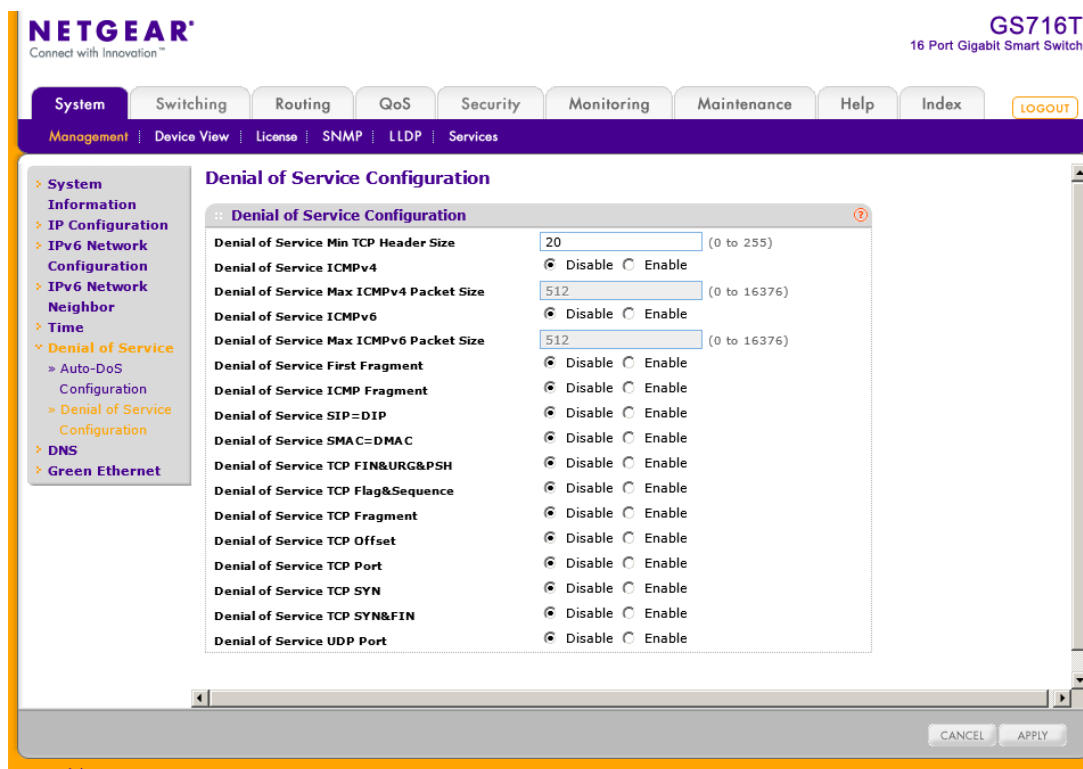 NETGEAR®
Connect with Innovation™
GS716T
16 Port Gigabit Smart Switch
System
Switching
Routing
QoS
Security
Monitoring
Maintenance
Help
Index
LOGOUT
Management
Device View
License
SNMP
LLDP
Services
System
Information
IP Configuration
IPv6 Network
Configuration
IPv6 Network
Neighbor
Time
Denial of Service
» Auto-DoS
Configuration
» Denial of Service
Configuration
DNS
Green Ethernet
Denial of Service Configuration
Denial of Service Configuration ?
Denial of Service Min TCP Header Size 20 (0 to 255)
Denial of Service ICMPv4 Disable Enable
Denial of Service Max ICMPv4 Packet Size 512 (0 to 16376)
Denial of Service ICMPv6 Disable Enable
Denial of Service Max ICMPv6 Packet Size 512 (0 to 16376)
Denial of Service First Fragment Disable Enable
Denial of Service ICMP Fragment Disable Enable
Denial of Service SIP=DIP Disable Enable
Denial of Service SMAC=DMAC Disable Enable
Denial of Service TCP FIN&URG&PSH Disable Enable
Denial of Service TCP Flag&Sequence Disable Enable
Denial of Service TCP Fragment Disable Enable
Denial of Service TCP Offset Disable Enable
Denial of Service TCP Port Disable Enable
Denial of Service TCP SYN Disable Enable
Denial of Service TCP SYN&FIN Disable Enable
Denial of Service UDP Port Disable Enable
CANCEL
APPLY